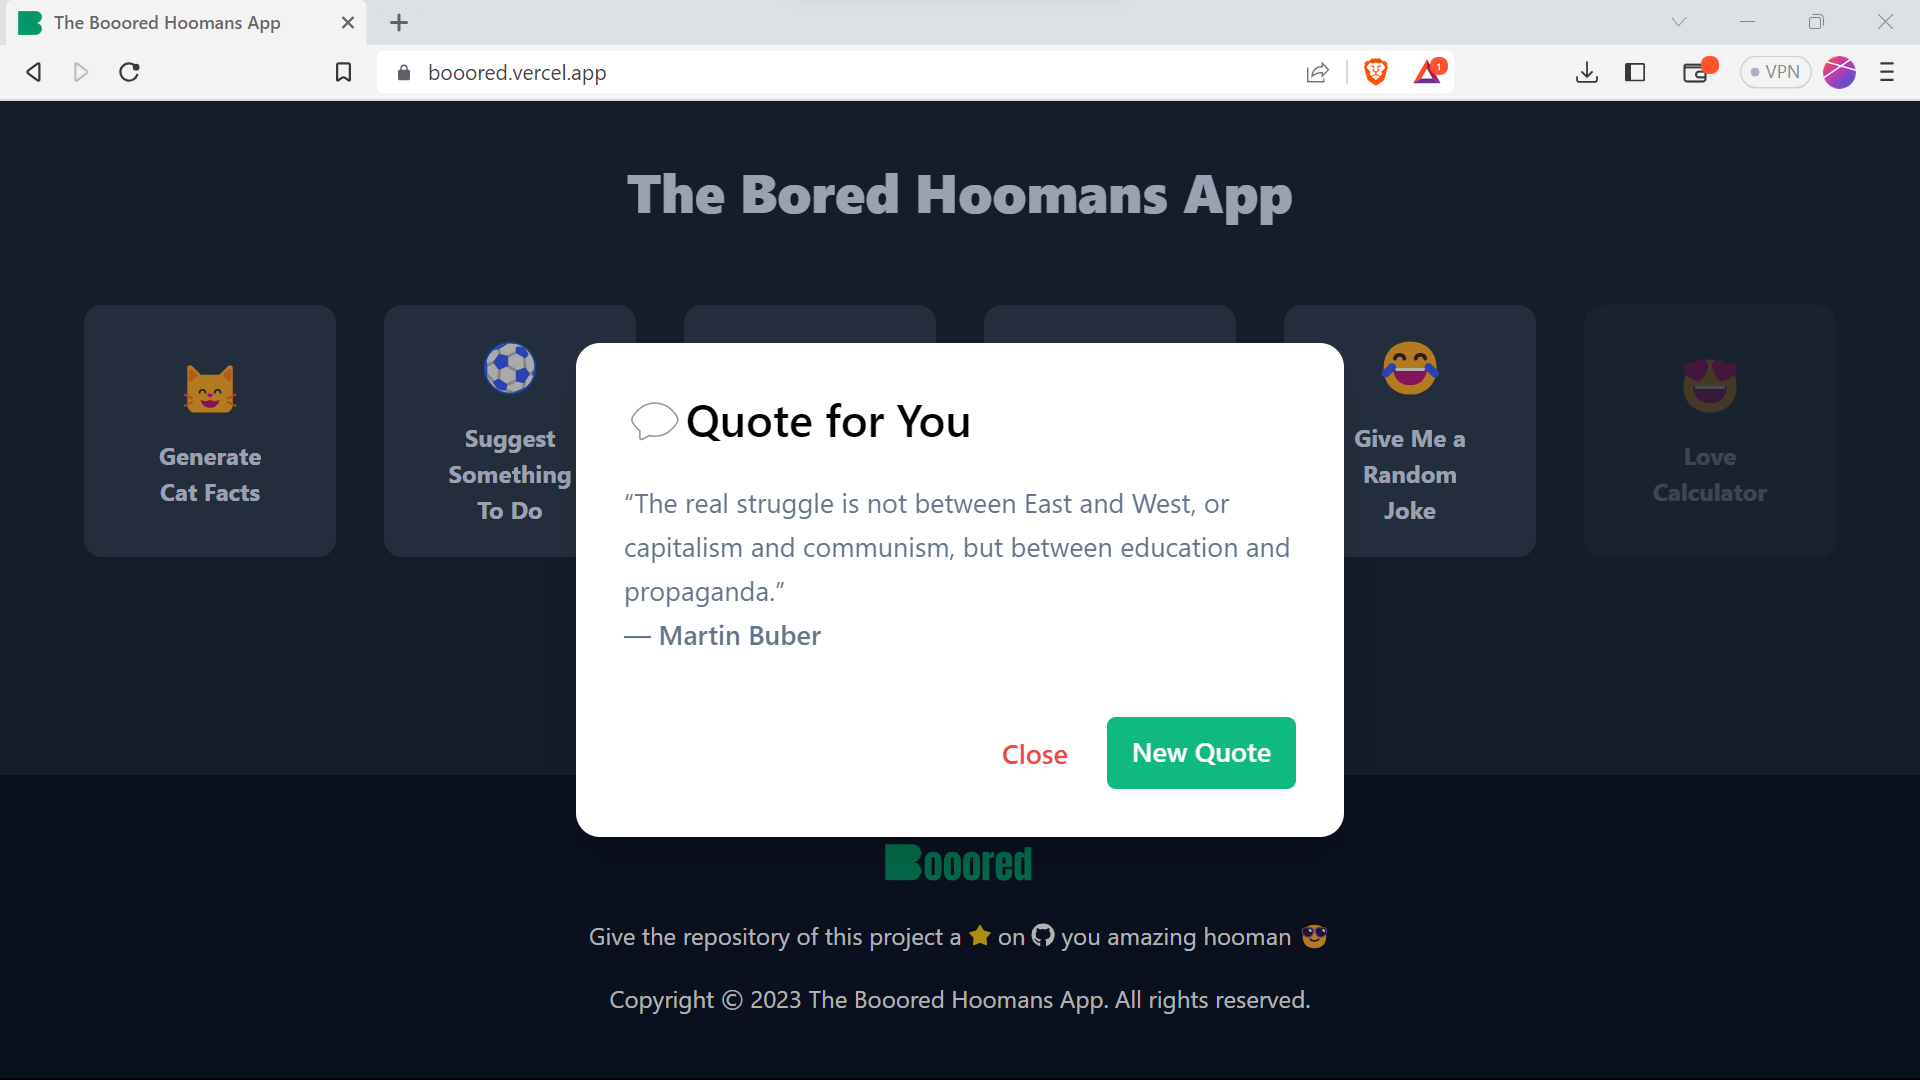 The Booored Hoomans App
booored.vercel.app
1
VPN
The Bored Hoomans App
Generate
Cat Facts
Suggest
Something
To Do
Quote for You
“The real struggle is not between East and West, or
capitalism and communism, but between education and
propaganda.”
— Martin Buber
Close
New Quote
Give Me a
Random
Joke
Love
Calculator
Booored
Give the repository of this project a ⭐ on you amazing hooman 😎
Copyright © 2023 The Booored Hoomans App. All rights reserved.